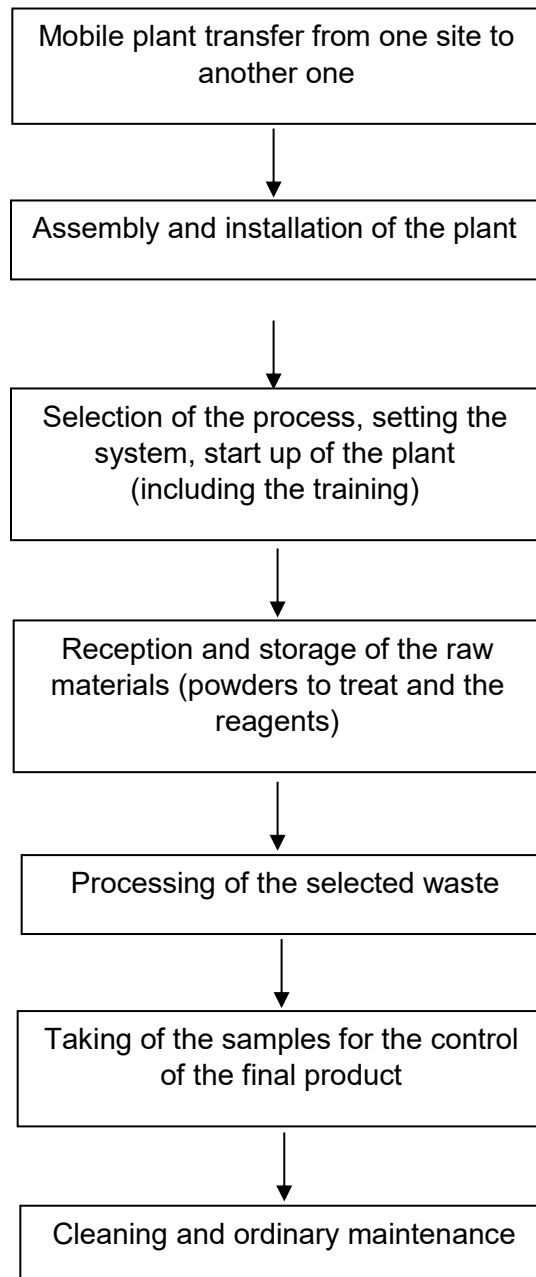 Mobile plant transfer from one site to
another one
Assembly and installation of the plant
Selection of the process, setting the
system, start up of the plant
(including the training)
Reception and storage of the raw
materials (powders to treat and the
reagents)
Processing of the selected waste
Taking of the samples for the control
of the final product
Cleaning and ordinary maintenance